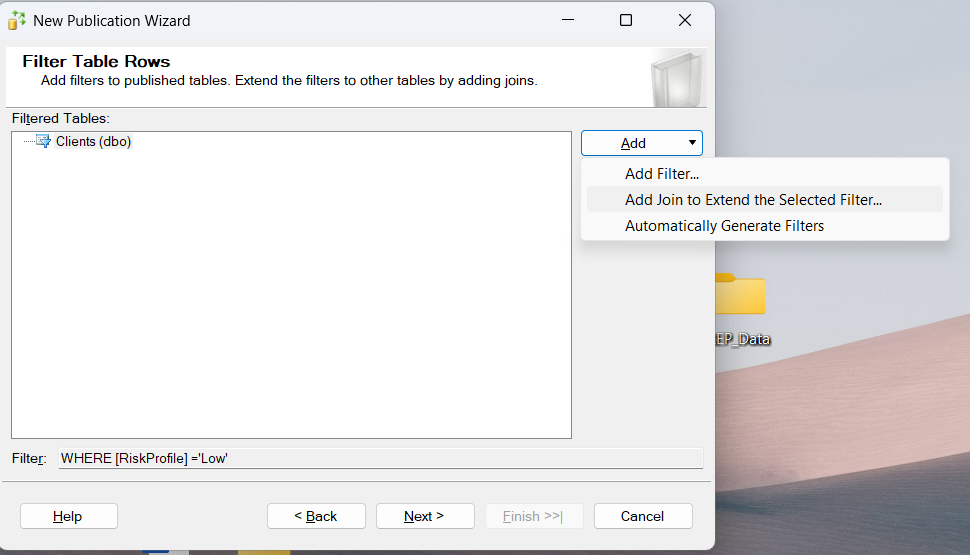 New Publication Wizard
Filter Table Rows
Add filters to published tables. Extend the filters to other tables by adding joins.
Filtered Tables:
Clients (dbo)
Add
Add Filter...
Add Join to Extend the Selected Filter...
Automatically Generate Filters
EP_Data
Filter:
WHERE [RiskProfile] ='Low'
Help
< Back
Next >
Finish >>|
Cancel